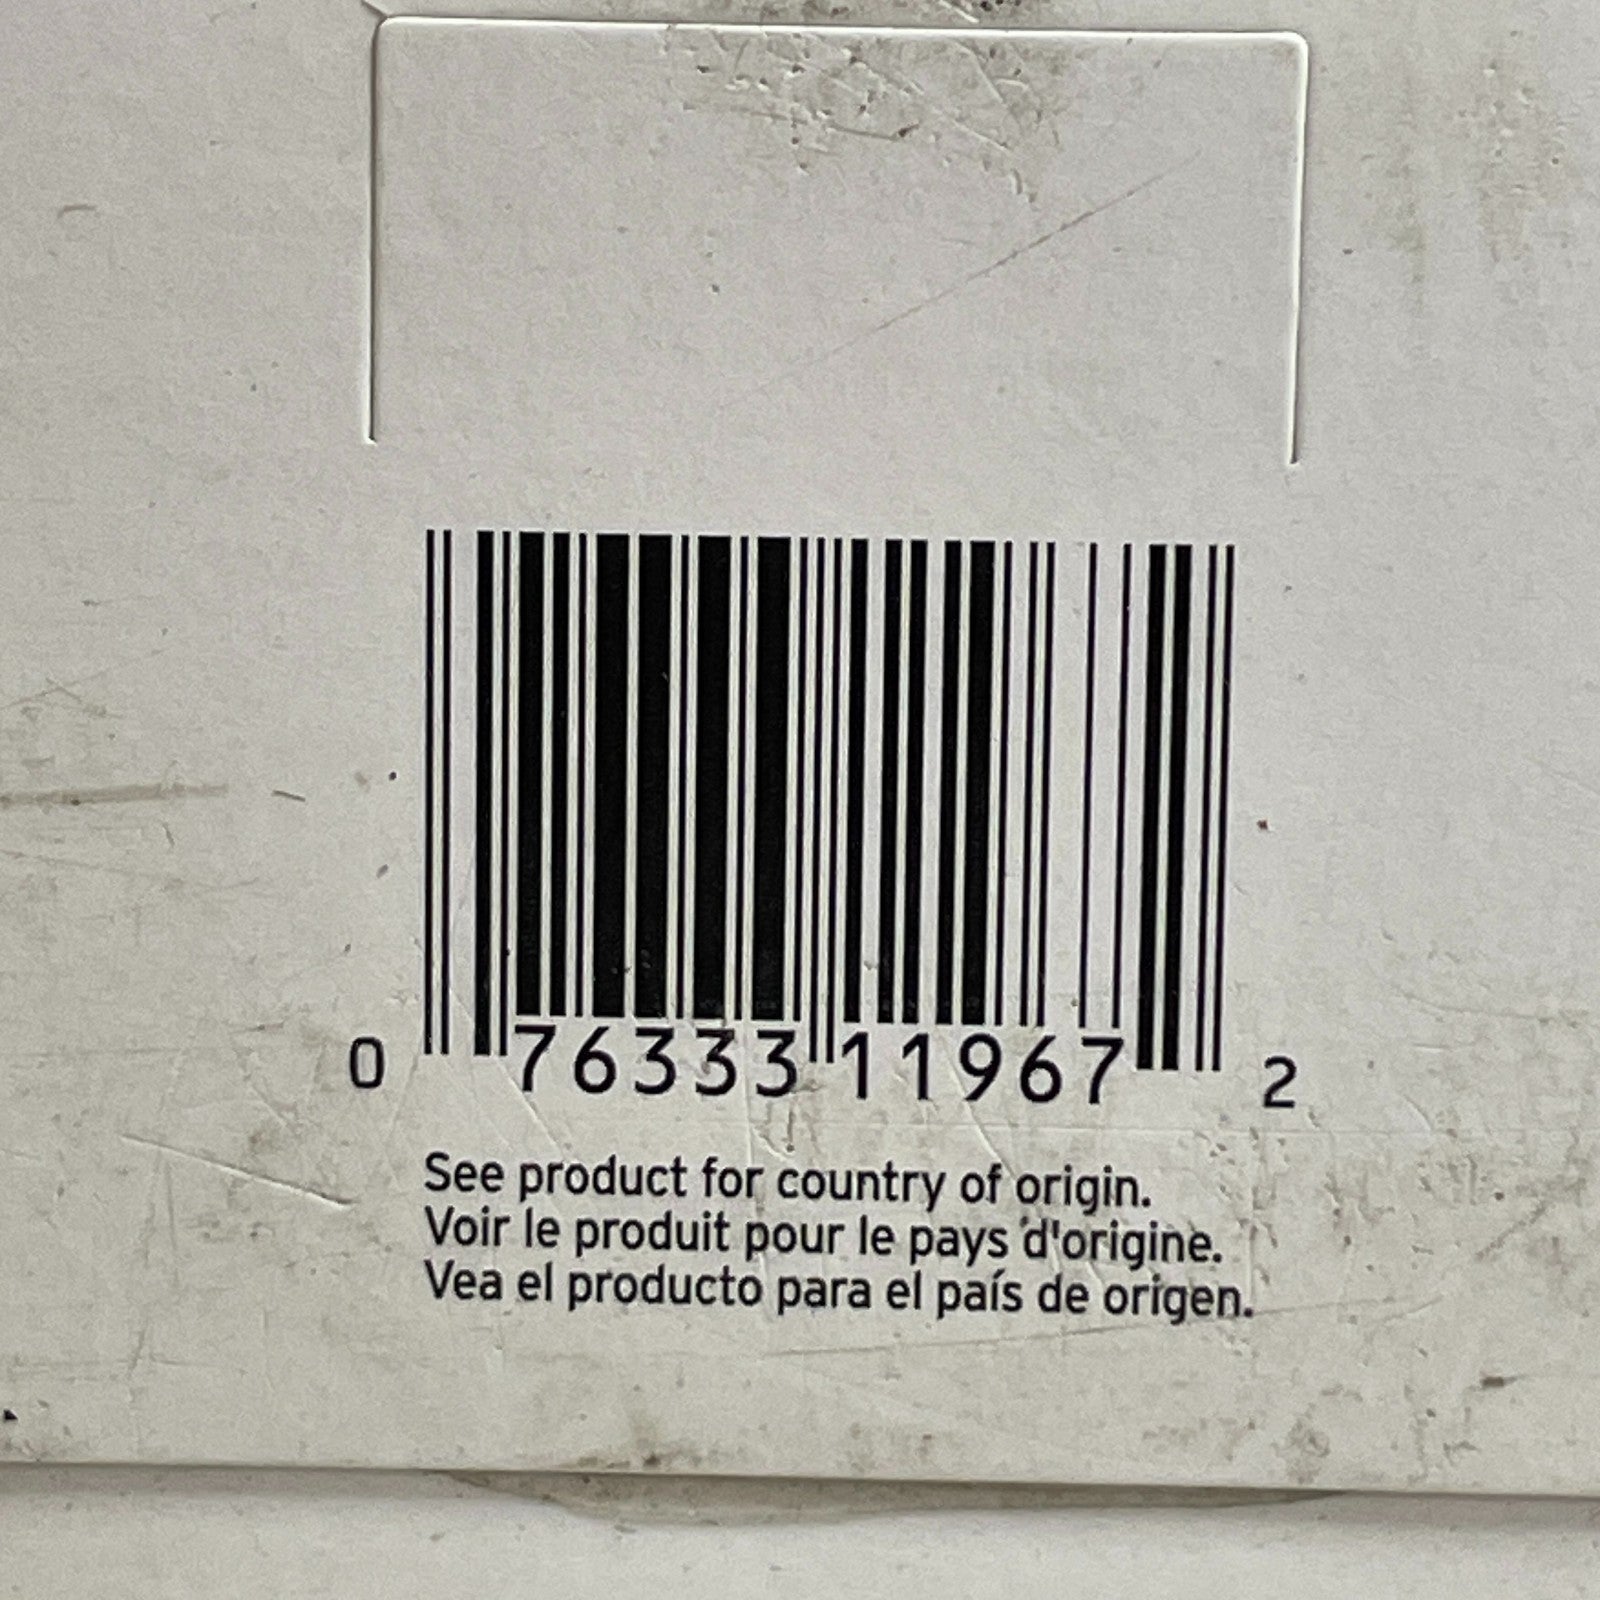 0 76333 11967 2
See product for country of origin.
Voir le produit pour le pays d'origine.
Vea el producto para el país de origen.